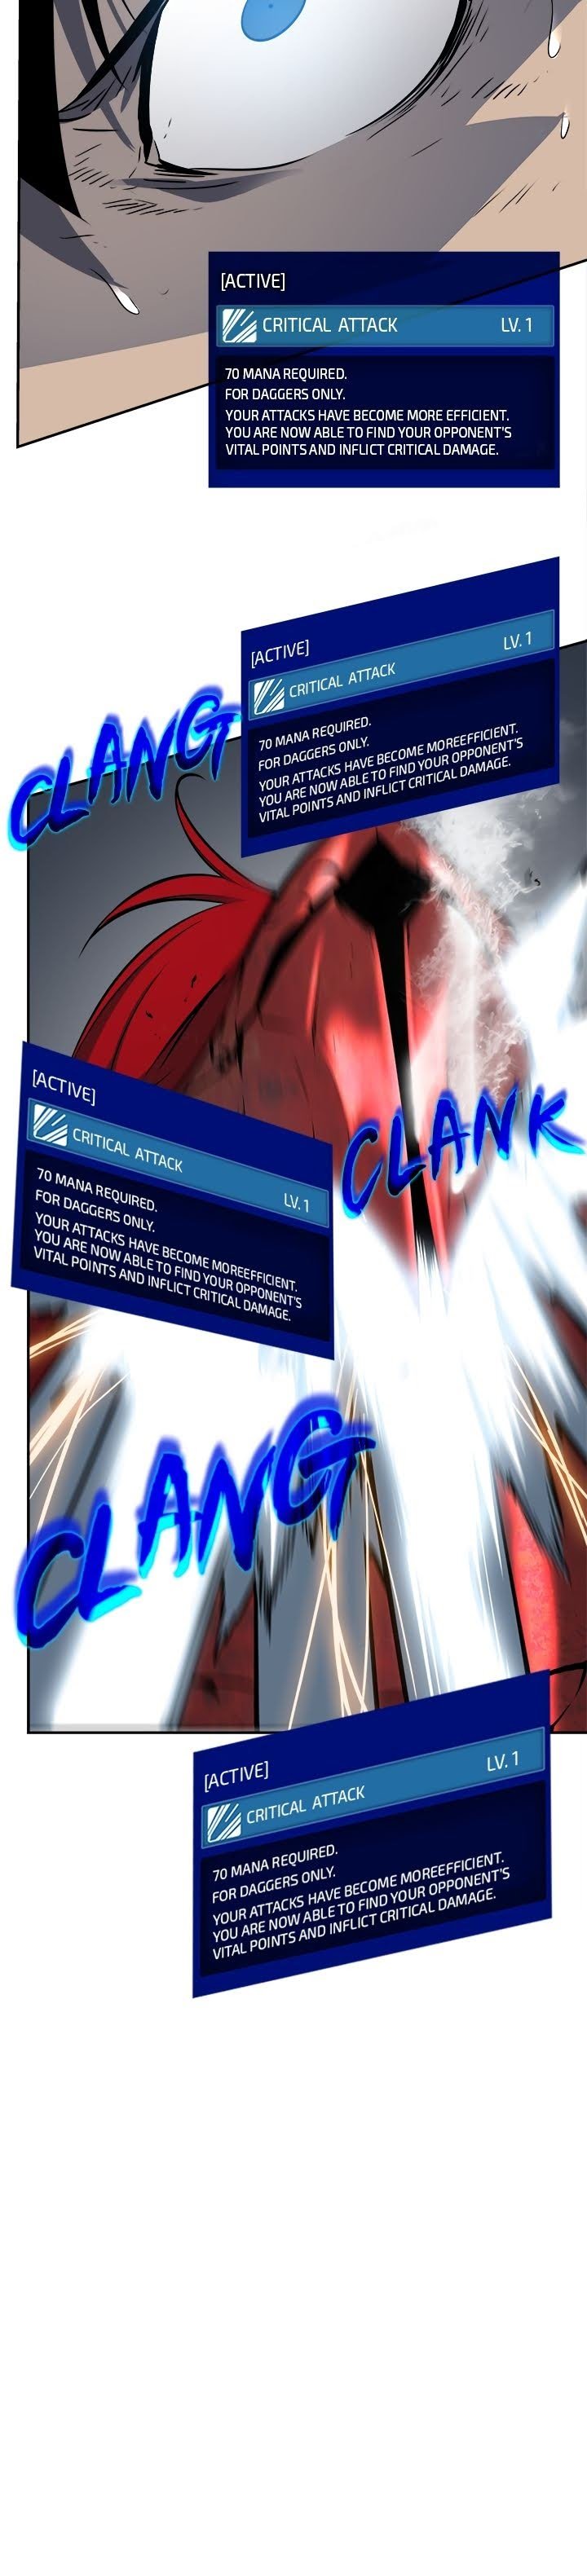 [ACTIVE]
CRITICAL ATTACK LV. 1
70 MANA REQUIRED.
FOR DAGGERS ONLY.
YOUR ATTACKS HAVE BECOME MORE EFFICIENT.
YOU ARE NOW ABLE TO FIND YOUR OPPONENT'S
VITAL POINTS AND INFLICT CRITICAL DAMAGE.
[ACTIVE]
CRITICAL ATTACK LV. 1
70 MANA REQUIRED.
FOR DAGGERS ONLY.
YOUR ATTACKS HAVE BECOME MOREEFFICIENT.
YOU ARE NOW ABLE TO FIND YOUR OPPONENT'S
VITAL POINTS AND INFLICT CRITICAL DAMAGE.
CLANG
[ACTIVE]
CRITICAL ATTACK LV. 1
70 MANA REQUIRED.
FOR DAGGERS ONLY.
YOUR ATTACKS HAVE BECOME MOREEFFICIENT.
YOU ARE NOW ABLE TO FIND YOUR OPPONENT'S
VITAL POINTS AND INFLICT CRITICAL DAMAGE.
CLANK
CLANG
[ACTIVE]
CRITICAL ATTACK LV. 1
70 MANA REQUIRED.
FOR DAGGERS ONLY.
YOUR ATTACKS HAVE BECOME MOREEFFICIENT.
YOU ARE NOW ABLE TO FIND YOUR OPPONENT'S
VITAL POINTS AND INFLICT CRITICAL DAMAGE.